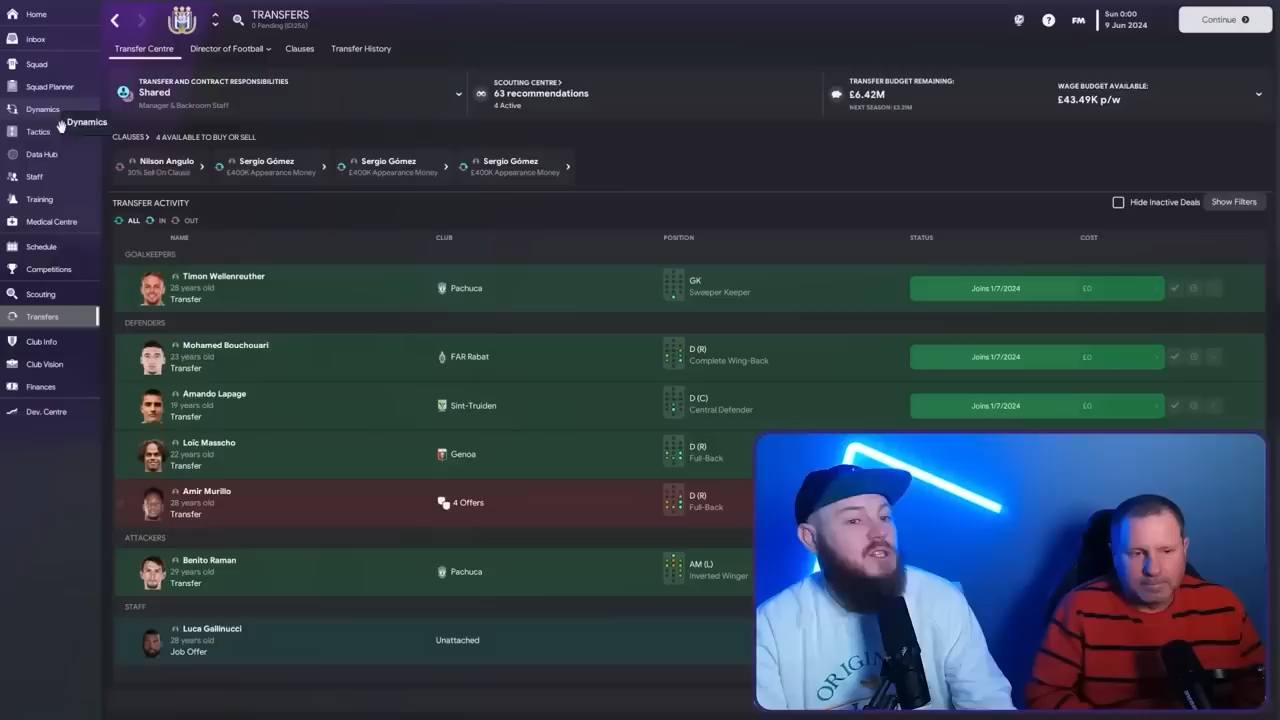 Home
Inbox
Squad
Squad Planner
Dynamics
Tactics
Data Hub
Staff
Training
Medical Centre
Schedule
Competitions
Scouting
Transfers
Club Info
Club Vision
Finances
Dev. Centre
Dynamics
TRANSFERS
0 Pending (ID:256)
FM
Sun 0:00
9 Jun 2024
Continue
Transfer Centre
Director of Football
Clauses
Transfer History
TRANSFER AND CONTRACT RESPONSIBILITIES
Shared
Manager & Backroom Staff
SCOUTING CENTRE >
63 recommendations
4 Active
TRANSFER BUDGET REMAINING:
£6.42M
NEXT SEASON: £3.21M
WAGE BUDGET AVAILABLE:
£43.49K p/w
CLAUSES > 4 AVAILABLE TO BUY OR SELL
Nilson Angulo
30% Sell On Clause
Sergio Gómez
£400K Appearance Money
Sergio Gómez
£400K Appearance Money
Sergio Gómez
£400K Appearance Money
TRANSFER ACTIVITY
Hide Inactive Deals
Show Filters
ALL IN OUT
NAME CLUB POSITION STATUS COST
GOALKEEPERS
Timon Wellenreuther
28 years old
Transfer
Pachuca
GK
Sweeper Keeper
Joins 1/7/2024 £0
DEFENDERS
Mohamed Bouchouari
23 years old
Transfer
FAR Rabat
D (R)
Complete Wing-Back
Joins 1/7/2024 £0
Amando Lapage
19 years old
Transfer
Sint-Truiden
D (C)
Central Defender
Joins 1/7/2024 £0
Loïc Masscho
22 years old
Transfer
Genoa
D (R)
Full-Back
Amir Murillo
28 years old
Transfer
4 Offers
D (R)
Full-Back
ATTACKERS
Benito Raman
29 years old
Transfer
Pachuca
AM (L)
Inverted Winger
STAFF
Luca Gallinucci
28 years old
Job Offer
Unattached